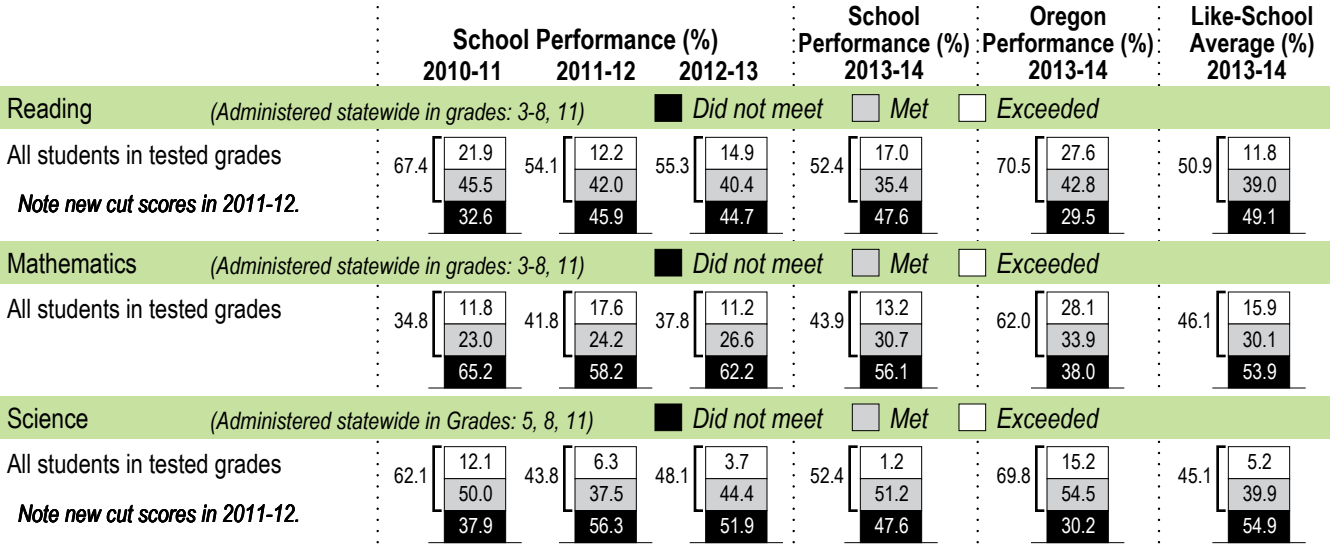 School Performance (%)
2010-11 2011-12 2012-13
School
Performance (%)
2013-14
Oregon
Performance (%)
2013-14
Like-School
Average (%)
2013-14
Reading (Administered statewide in grades: 3-8, 11) Did not meet Met Exceeded
All students in tested grades
Note new cut scores in 2011-12.
67.4 21.9 45.5 32.6
54.1 12.2 42.0 45.9
55.3 14.9 40.4 44.7
52.4 17.0 35.4 47.6
70.5 27.6 42.8 29.5
50.9 11.8 39.0 49.1
Mathematics (Administered statewide in grades: 3-8, 11) Did not meet Met Exceeded
All students in tested grades
34.8 11.8 23.0 65.2
41.8 17.6 24.2 58.2
37.8 11.2 26.6 62.2
43.9 13.2 30.7 56.1
62.0 28.1 33.9 38.0
46.1 15.9 30.1 53.9
Science (Administered statewide in Grades: 5, 8, 11) Did not meet Met Exceeded
All students in tested grades
Note new cut scores in 2011-12.
62.1 12.1 50.0 37.9
43.8 6.3 37.5 56.3
48.1 3.7 44.4 51.9
52.4 1.2 51.2 47.6
69.8 15.2 54.5 30.2
45.1 5.2 39.9 54.9